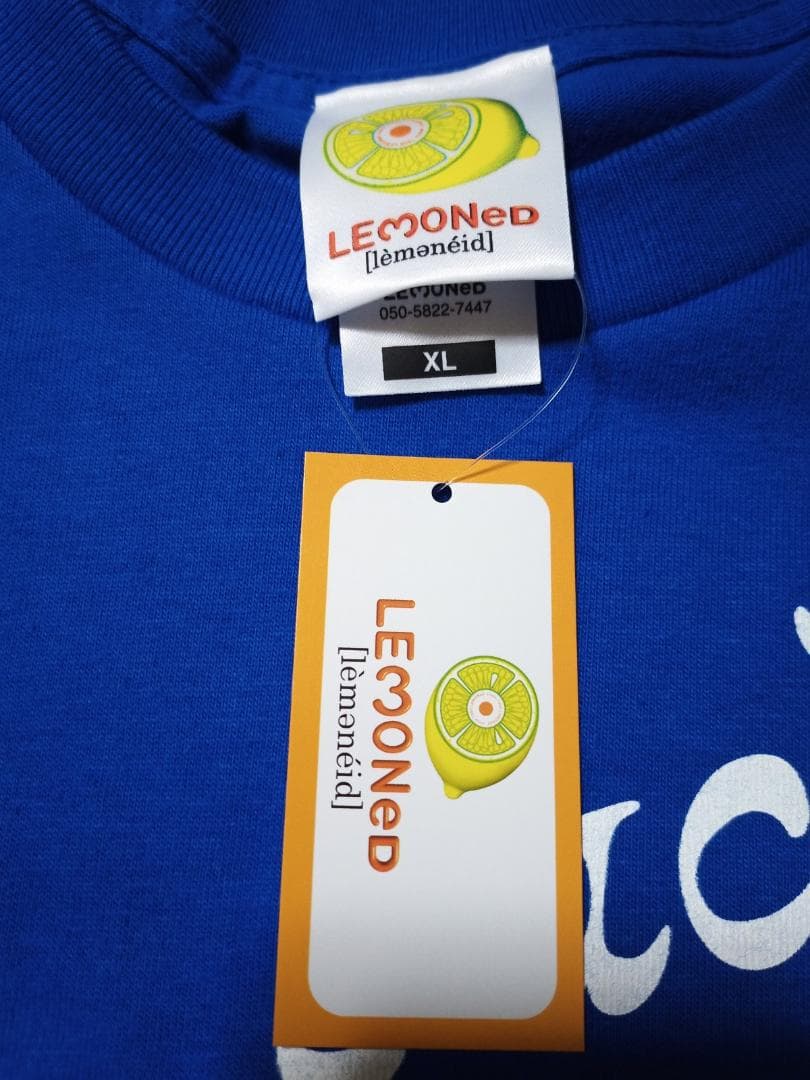 LEMONeD
[lèmənéid]
LEMONeD
050-5822-7447
XL
LEMONeD
[lèmənéid]